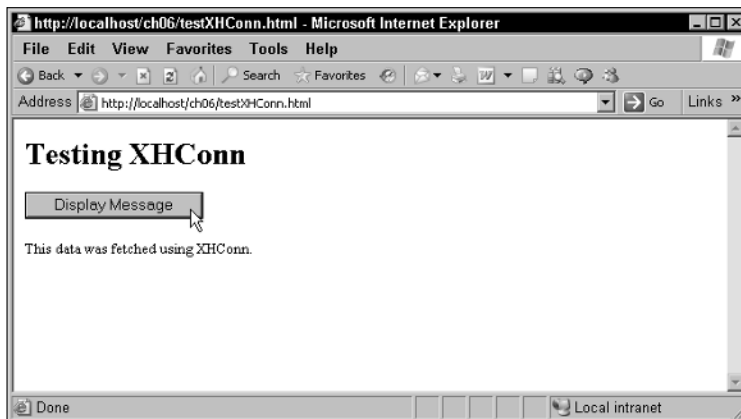 http://localhost/ch06/testXHConn.html - Microsoft Internet Explorer
File Edit View Favorites Tools Help
Back Search Favorites
Address http://localhost/ch06/testXHConn.html Go Links »
Testing XHConn
Display Message
This data was fetched using XHConn.
Done Local intranet